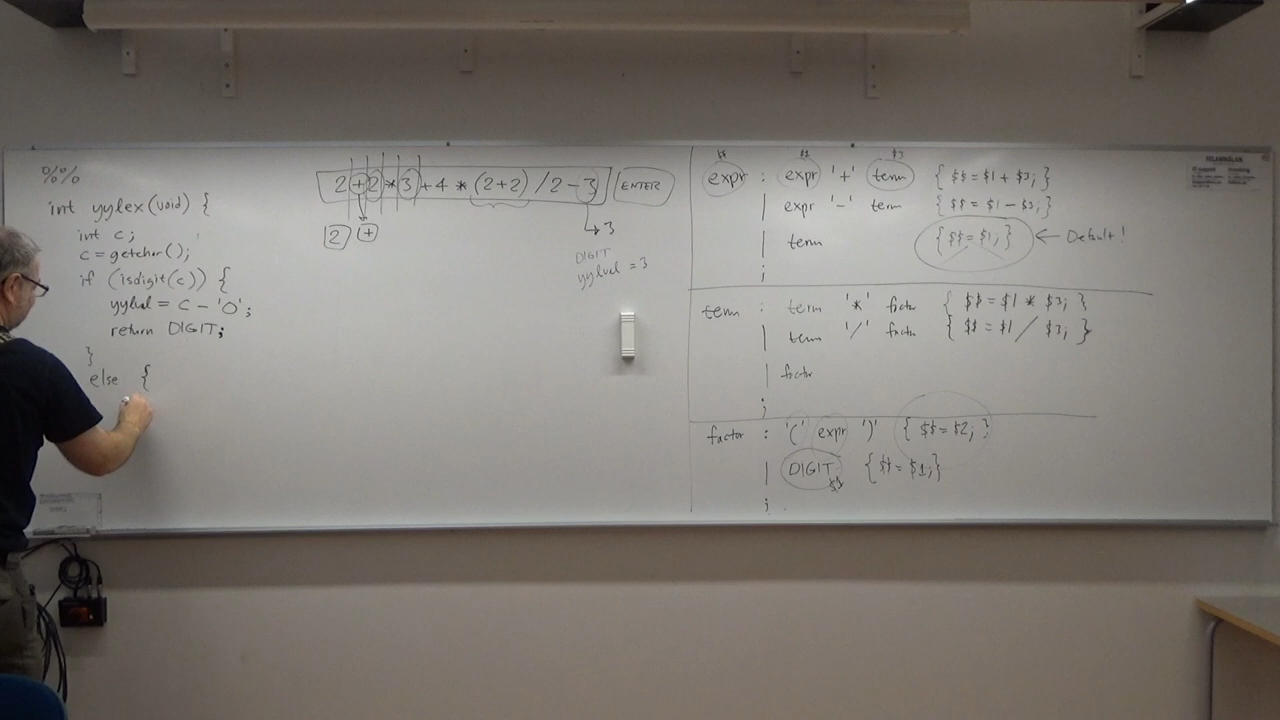 %%
int yylex(void) {
int c;
c = getchar();
if (isdigit(c)) {
yylval = c - '0';
return DIGIT;
}
else {
2+2*3+4*(2+2)/2-3 ENTER
2 +
3
DIGIT
yylval = 3
$$ $1 $3
expr : expr '+' term { $$ = $1 + $3; }
| expr '-' term { $$ = $1 - $3; }
| term { $$ = $1; } ← Default!
;
term : term '*' factor { $$ = $1 * $3; }
| term '/' factor { $$ = $1 / $3; }
| factor
;
factor : '(' expr ')' { $$ = $2; }
| DIGIT { $$ = $1; }
;